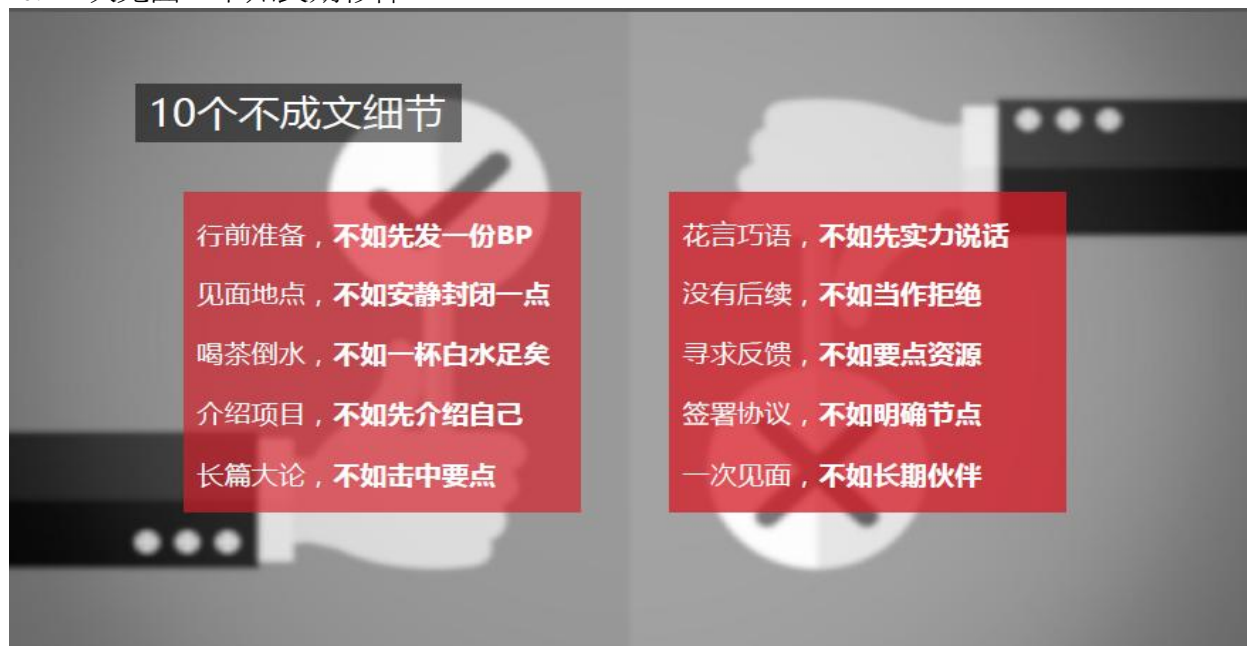 10个不成文细节
行前准备，不如先发一份BP
见面地点，不如安静封闭一点
喝茶倒水，不如一杯白水足矣
介绍项目，不如先介绍自己
长篇大论，不如击中要点
花言巧语，不如先实力说话
没有后续，不如当作拒绝
寻求反馈，不如要点资源
签署协议，不如明确节点
一次见面，不如长期伙伴